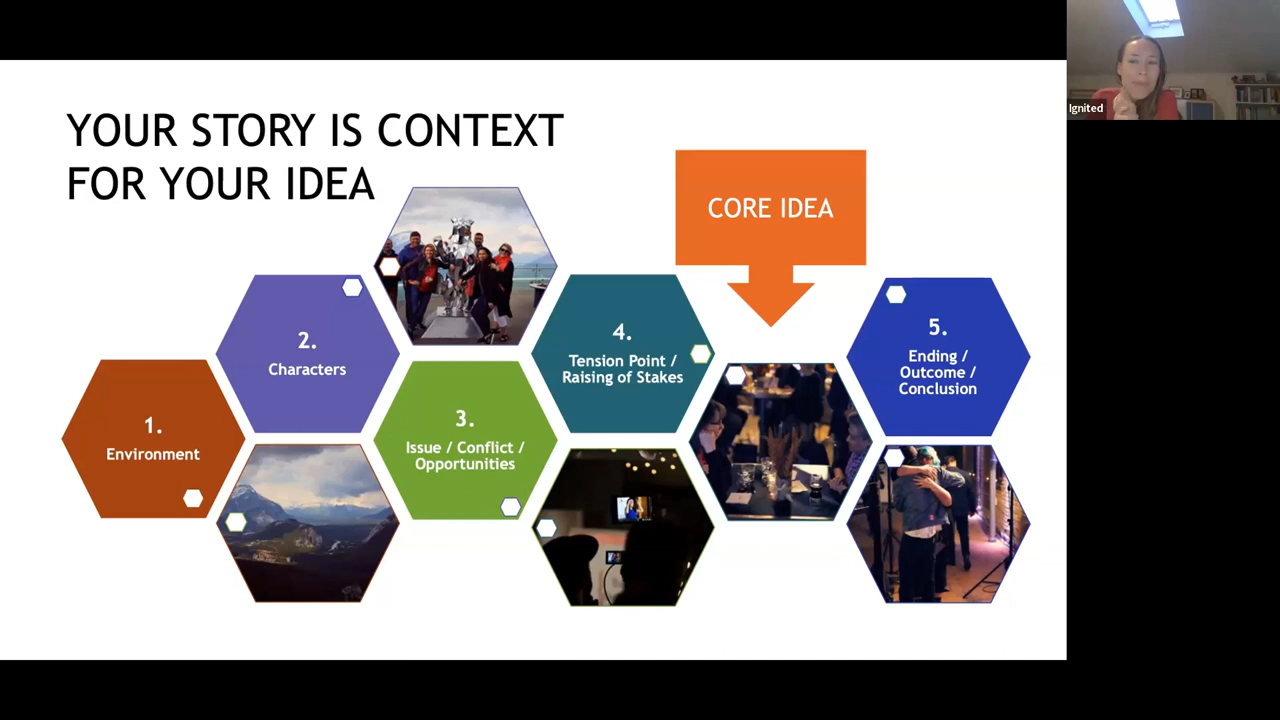 YOUR STORY IS CONTEXT
FOR YOUR IDEA
CORE IDEA
1.
Environment
2.
Characters
3.
Issue / Conflict /
Opportunities
4.
Tension Point /
Raising of Stakes
5.
Ending /
Outcome /
Conclusion
Ignited